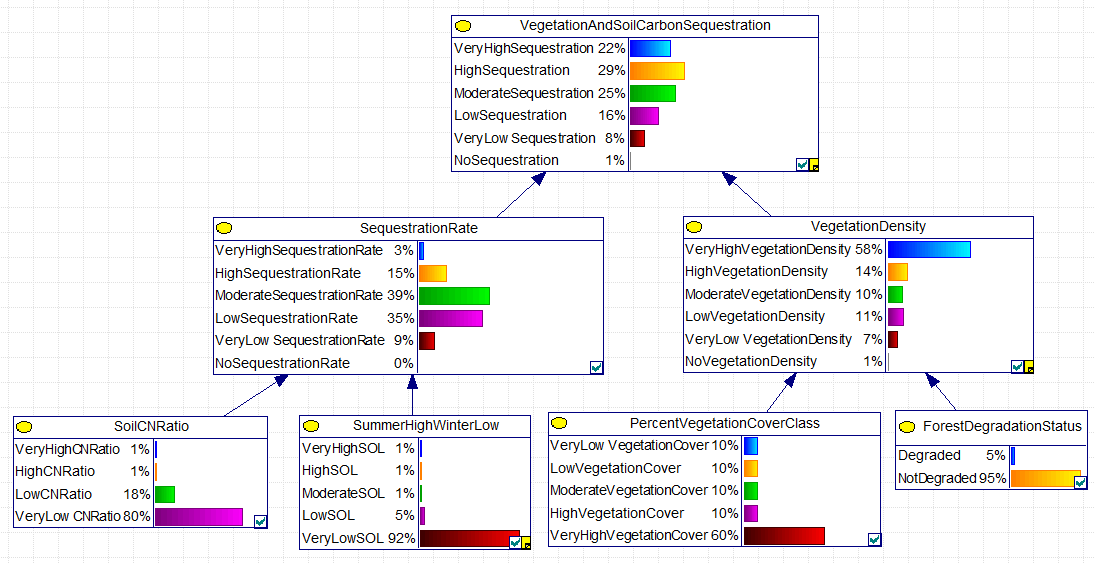 VegetationAndSoilCarbonSequestration
VeryHighSequestration 22%
HighSequestration 29%
ModerateSequestration 25%
LowSequestration 16%
VeryLow Sequestration 8%
NoSequestration 1%
SequestrationRate
VeryHighSequestrationRate 3%
HighSequestrationRate 15%
ModerateSequestrationRate 39%
LowSequestrationRate 35%
VeryLow SequestrationRate 9%
NoSequestrationRate 0%
VegetationDensity
VeryHighVegetationDensity 58%
HighVegetationDensity 14%
ModerateVegetationDensity 10%
LowVegetationDensity 11%
VeryLow VegetationDensity 7%
NoVegetationDensity 1%
SoilCNRatio
VeryHighCNRatio 1%
HighCNRatio 1%
LowCNRatio 18%
VeryLow CNRatio 80%
SummerHighWinterLow
VeryHighSOL 1%
HighSOL 1%
ModerateSOL 1%
LowSOL 5%
VeryLowSOL 92%
PercentVegetationCoverClass
VeryLow VegetationCover 10%
LowVegetationCover 10%
ModerateVegetationCover 10%
HighVegetationCover 10%
VeryHighVegetationCover 60%
ForestDegradationStatus
Degraded 5%
NotDegraded 95%